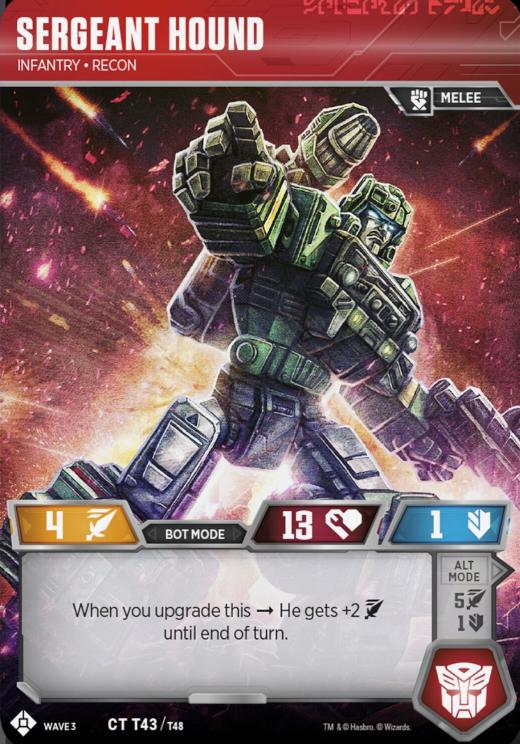 SERGEANT HOUND
INFANTRY • RECON
MELEE
4
BOT MODE
13
1
ALT
MODE
5
1
When you upgrade this → He gets +2
until end of turn.
WAVE 3
CT T43/T48
TM & © Hasbro. © Wizards.